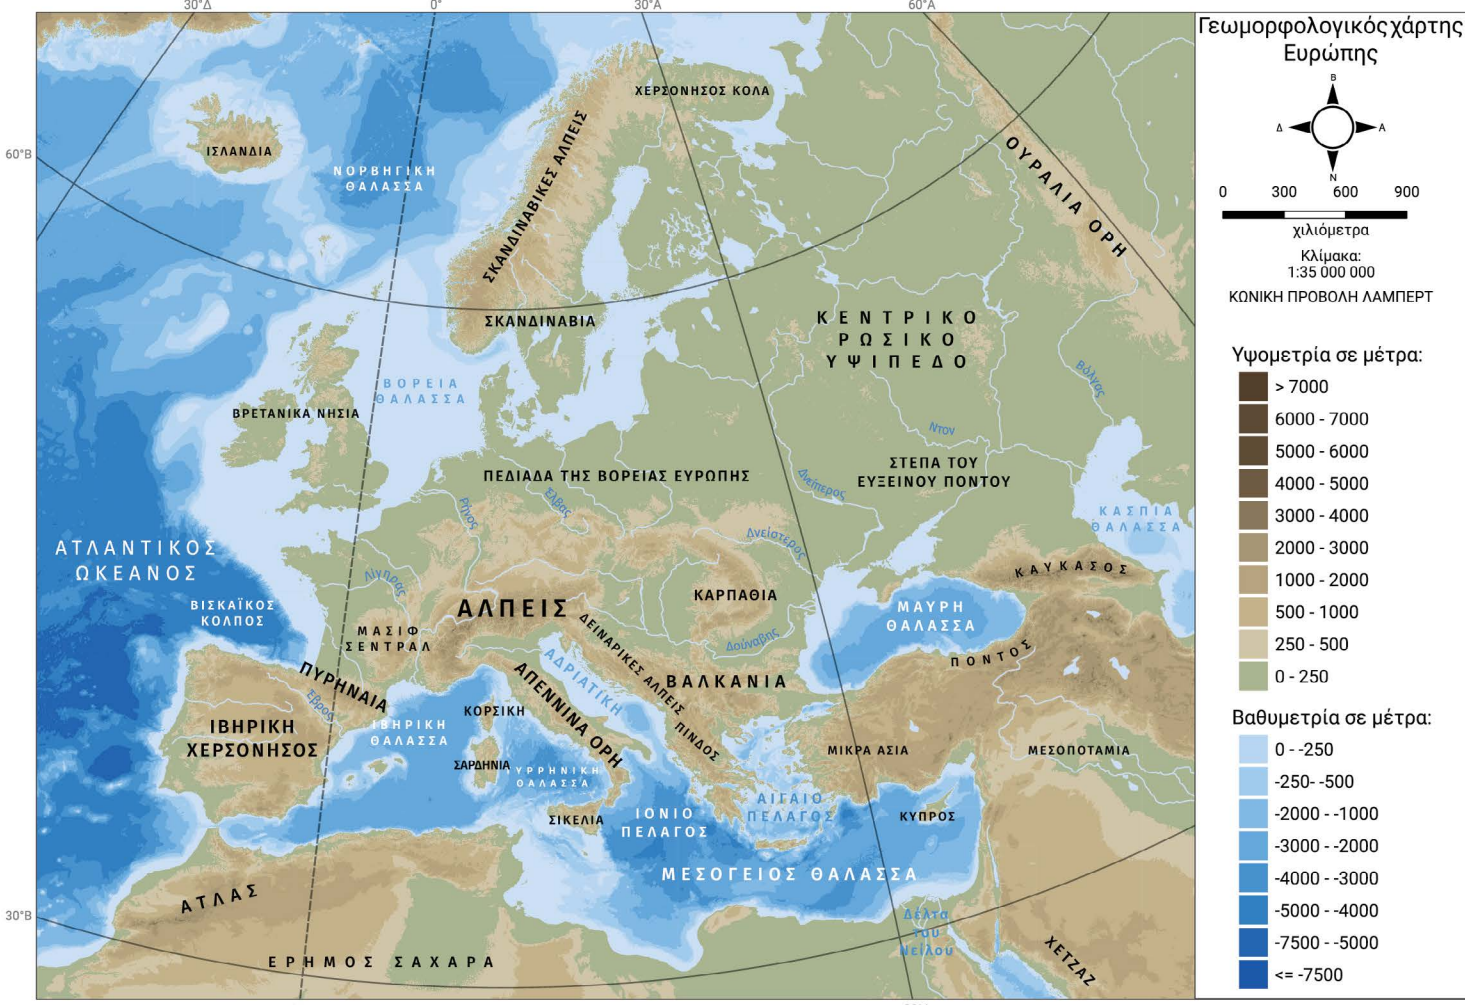 30°Δ
0°
30°Α
60°Α
Γεωμορφολογικός χάρτης
Ευρώπης
Β
Δ
Α
Ν
0 300 600 900
χιλιόμετρα
Κλίμακα:
1:35 000 000
ΚΩΝΙΚΗ ΠΡΟΒΟΛΗ ΛΑΜΠΕΡΤ
Υψομετρία σε μέτρα:
> 7000
6000 - 7000
5000 - 6000
4000 - 5000
3000 - 4000
2000 - 3000
1000 - 2000
500 - 1000
250 - 500
0 - 250
Βαθυμετρία σε μέτρα:
0 - -250
-250- -500
-2000 - -1000
-3000 - -2000
-4000 - -3000
-5000 - -4000
-7500 - -5000
<= -7500
60°Β
30°Β
ΧΕΡΣΟΝΗΣΟΣ ΚΟΛΑ
ΙΣΛΑΝΔΙΑ
ΝΟΡΒΗΓΙΚΗ
ΘΑΛΑΣΣΑ
ΣΚΑΝΔΙΝΑΒΙΚΕΣ ΑΛΠΕΙΣ
ΟΥΡΑΛΙΑ ΟΡΗ
ΣΚΑΝΔΙΝΑΒΙΑ
ΚΕΝΤΡΙΚΟ
ΡΩΣΙΚΟ
ΥΨΙΠΕΔΟ
ΒΟΡΕΙΑ
ΘΑΛΑΣΣΑ
Βόλγας
ΒΡΕΤΑΝΙΚΑ ΝΗΣΙΑ
Ντον
ΠΕΔΙΑΔΑ ΤΗΣ ΒΟΡΕΙΑΣ ΕΥΡΩΠΗΣ
ΣΤΕΠΑ ΤΟΥ
ΕΥΞΕΙΝΟΥ ΠΟΝΤΟΥ
Δνείπερος
Έλβας
Ρήνος
ΚΑΣΠΙΑ
ΘΑΛΑΣΣΑ
Δνείστερος
ΑΤΛΑΝΤΙΚΟΣ
ΩΚΕΑΝΟΣ
ΚΑΥΚΑΣΟΣ
Λίγηρας
ΒΙΣΚΑΪΚΟΣ
ΚΟΛΠΟΣ
ΑΛΠΕΙΣ
ΚΑΡΠΑΘΙΑ
ΜΑΥΡΗ
ΘΑΛΑΣΣΑ
ΜΑΣΙΦ
ΣΕΝΤΡΑΛ
Δούναβης
ΔΕΙΝΑΡΙΚΕΣ ΑΛΠΕΙΣ
ΠΟΝΤΟΣ
ΠΥΡΗΝΑΙΑ
ΑΔΡΙΑΤΙΚΗ
ΒΑΛΚΑΝΙΑ
Έβρος
ΑΠΕΝΝΙΝΑ ΟΡΗ
ΚΟΡΣΙΚΗ
ΙΒΗΡΙΚΗ
ΧΕΡΣΟΝΗΣΟΣ
ΙΒΗΡΙΚΗ
ΘΑΛΑΣΣΑ
ΠΙΝΔΟΣ
ΜΙΚΡΑ ΑΣΙΑ
ΜΕΣΟΠΟΤΑΜΙΑ
ΣΑΡΔΗΝΙΑ
ΤΥΡΡΗΝΙΚΗ
ΘΑΛΑΣΣΑ
ΑΙΓΑΙΟ
ΠΕΛΑΓΟΣ
ΣΙΚΕΛΙΑ
ΙΟΝΙΟ
ΠΕΛΑΓΟΣ
ΚΥΠΡΟΣ
ΜΕΣΟΓΕΙΟΣ ΘΑΛΑΣΣΑ
ΑΤΛΑΣ
Δέλτα
του
Νείλου
ΕΡΗΜΟΣ ΣΑΧΑΡΑ
ΧΕΤΖΑΖ